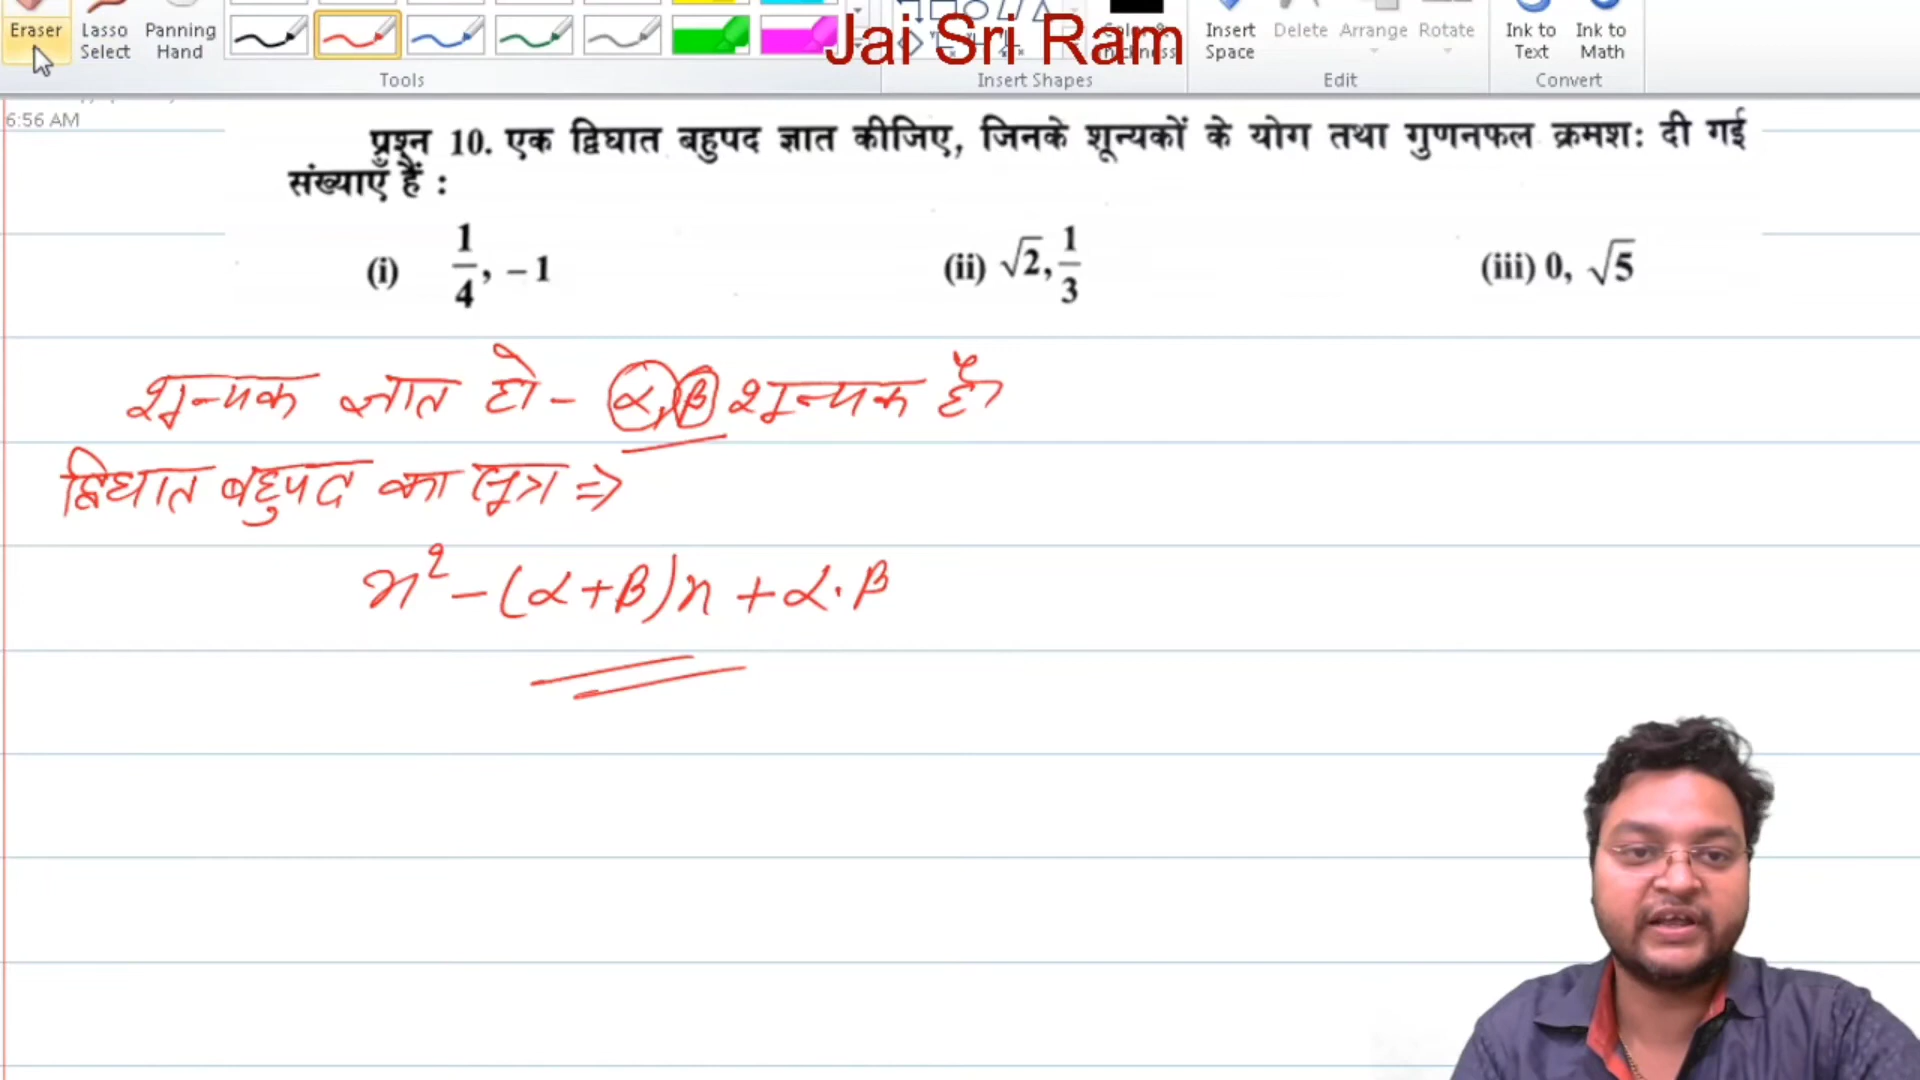 Eraser Lasso Select Panning Hand Insert Space Delete Arrange Rotate Ink to Text Ink to Math
Jai Sri Ram
Tools Insert Shapes Edit Convert
6:56 AM
प्रश्न 10. एक द्विघात बहुपद ज्ञात कीजिए, जिनके शून्यकों के योग तथा गुणनफल क्रमशः दी गई
संख्याएँ हैं :
(i) 1/4, – 1 (ii) √2, 1/3 (iii) 0, √5
शून्यक ज्ञात हो - α, β शून्यक हैं
द्विघात बहुपद का सूत्र ⇒
x² - (α + β)x + α . β